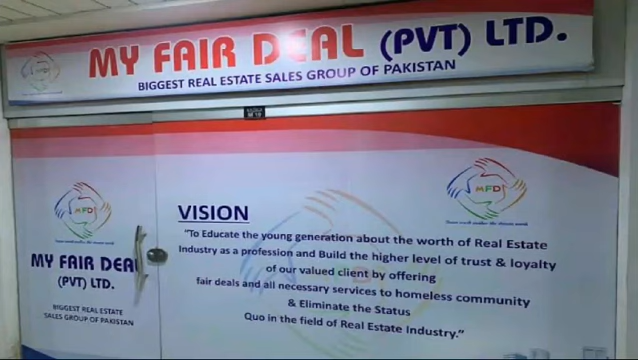 MY FAIR DEAL (PVT) LTD.
BIGGEST REAL ESTATE SALES GROUP OF PAKISTAN
MFD
MY FAIR DEAL
(PVT) LTD.
BIGGEST REAL ESTATE
SALES GROUP OF PAKISTAN
MFD
VISION
"To Educate the young generation about the worth of Real Estate
Industry as a profession and Build the higher level of trust & loyalty
of our valued client by offering
fair deals and all necessary services to homeless community
& Eliminate the Status
Quo in the field of Real Estate Industry."